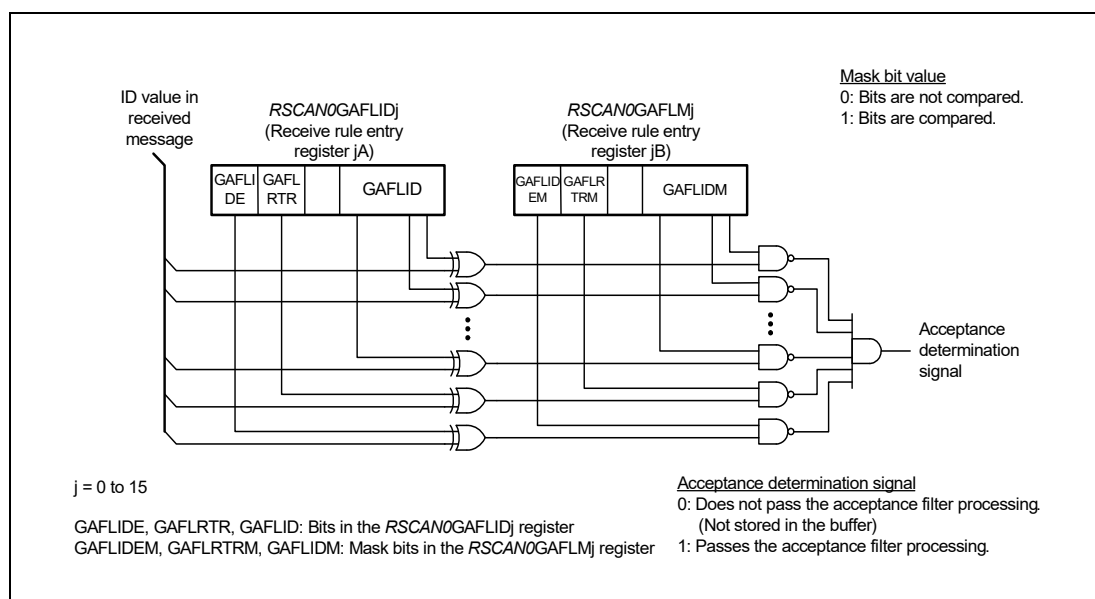 ID value in
received
message
RSCAN0GAFLIDj
(Receive rule entry
register jA)
RSCAN0GAFLMj
(Receive rule entry
register jB)
Mask bit value
0: Bits are not compared.
1: Bits are compared.
GAFLI
DE
GAFL
RTR
GAFLID
GAFLID
EM
GAFLR
TRM
GAFLIDM
Acceptance
determination
signal
j = 0 to 15
GAFLIDE, GAFLRTR, GAFLID: Bits in the RSCAN0GAFLIDj register
GAFLIDEM, GAFLRTRM, GAFLIDM: Mask bits in the RSCAN0GAFLMj register
Acceptance determination signal
0: Does not pass the acceptance filter processing.
(Not stored in the buffer)
1: Passes the acceptance filter processing.